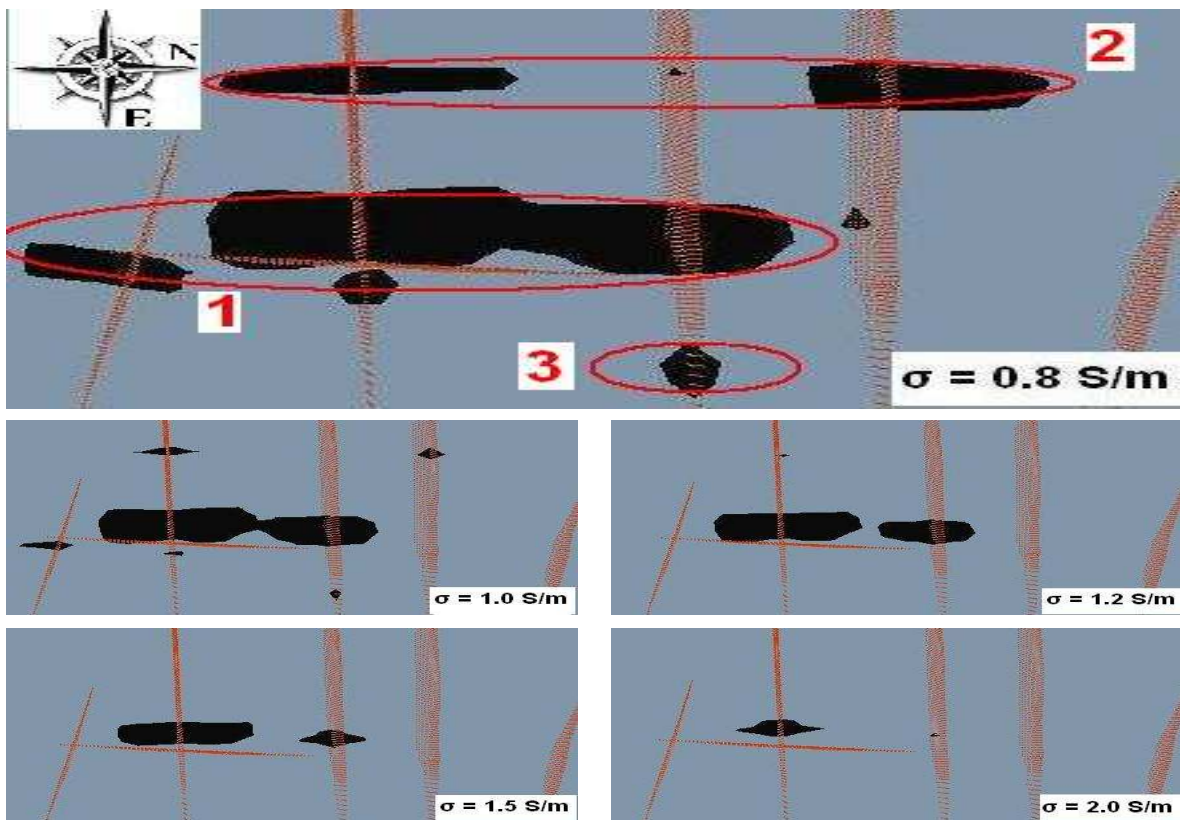 N
E
2
1
3
σ = 0.8 S/m
σ = 1.0 S/m
σ = 1.2 S/m
σ = 1.5 S/m
σ = 2.0 S/m